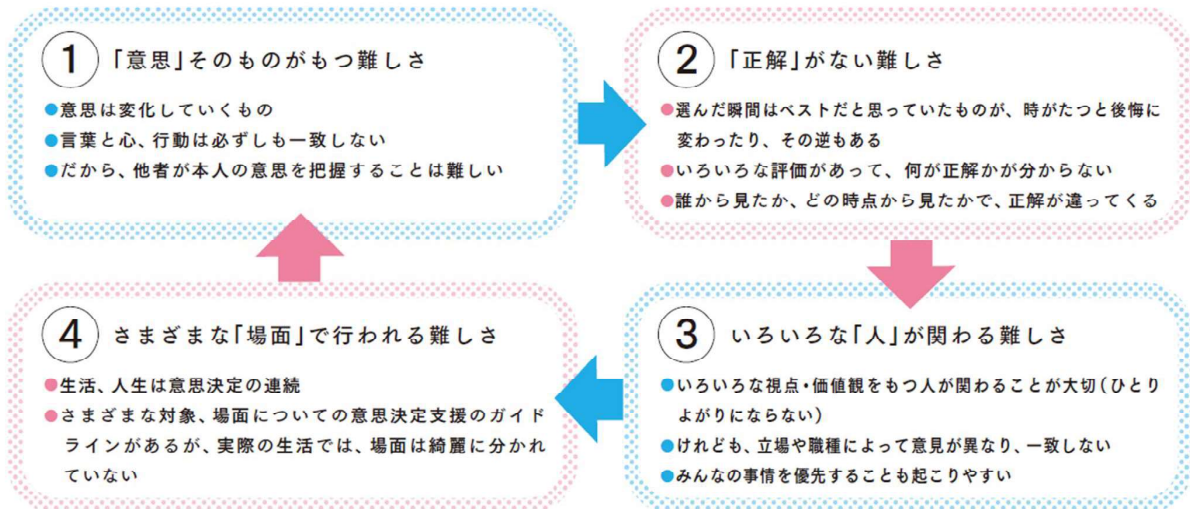 ① 「意思」そのものがもつ難しさ
●意思は変化していくもの
●言葉と心、行動は必ずしも一致しない
●だから、他者が本人の意思を把握することは難しい
② 「正解」がない難しさ
●選んだ瞬間はベストだと思っていたものが、時がたつと後悔に
変わったり、その逆もある
●いろいろな評価があって、何が正解かが分からない
●誰から見たか、どの時点から見たかで、正解が違ってくる
③ いろいろな「人」が関わる難しさ
●いろいろな視点・価値観をもつ人が関わることが大切(ひとり
よがりにならない)
●けれども、立場や職種によって意見が異なり、一致しない
●みんなの事情を優先することも起こりやすい
④ さまざまな「場面」で行われる難しさ
●生活、人生は意思決定の連続
●さまざまな対象、場面についての意思決定支援のガイド
ラインがあるが、実際の生活では、場面は綺麗に分かれ
ていない